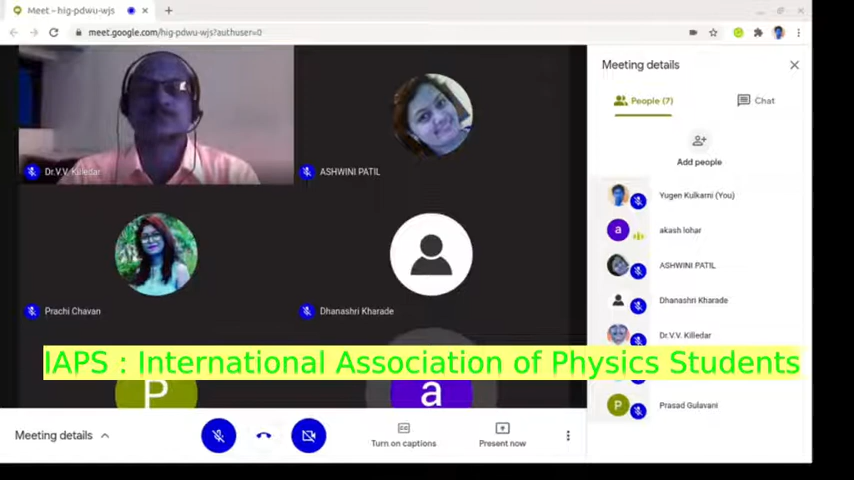 Meet - hig-pdwu-wjs
meet.google.com/hig-pdwu-wjs?authuser=0
Meeting details
People (7)
Chat
Add people
Yugen Kulkarni (You)
a
akash lohar
ASHWINI PATIL
Dhanashri Kharade
Dr.V.V. Killedar
P
Prasad Gulavani
Dr.V.V. Killedar
ASHWINI PATIL
Prachi Chavan
Dhanashri Kharade
IAPS : International Association of Physics Students
P
a
Meeting details
Turn on captions
Present now